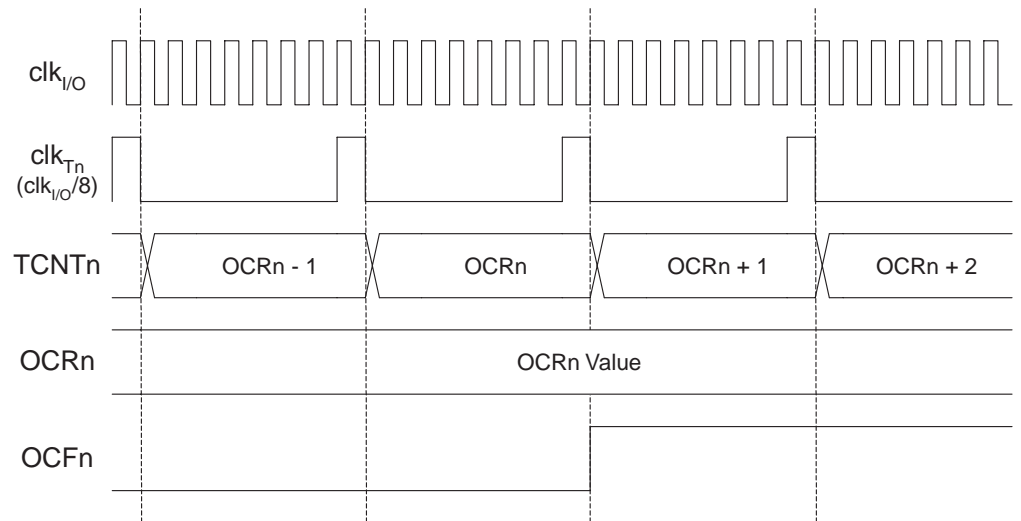 clkI/O
clkTn
(clkI/O/8)
TCNTn
OCRn - 1
OCRn
OCRn + 1
OCRn + 2
OCRn
OCRn Value
OCFn